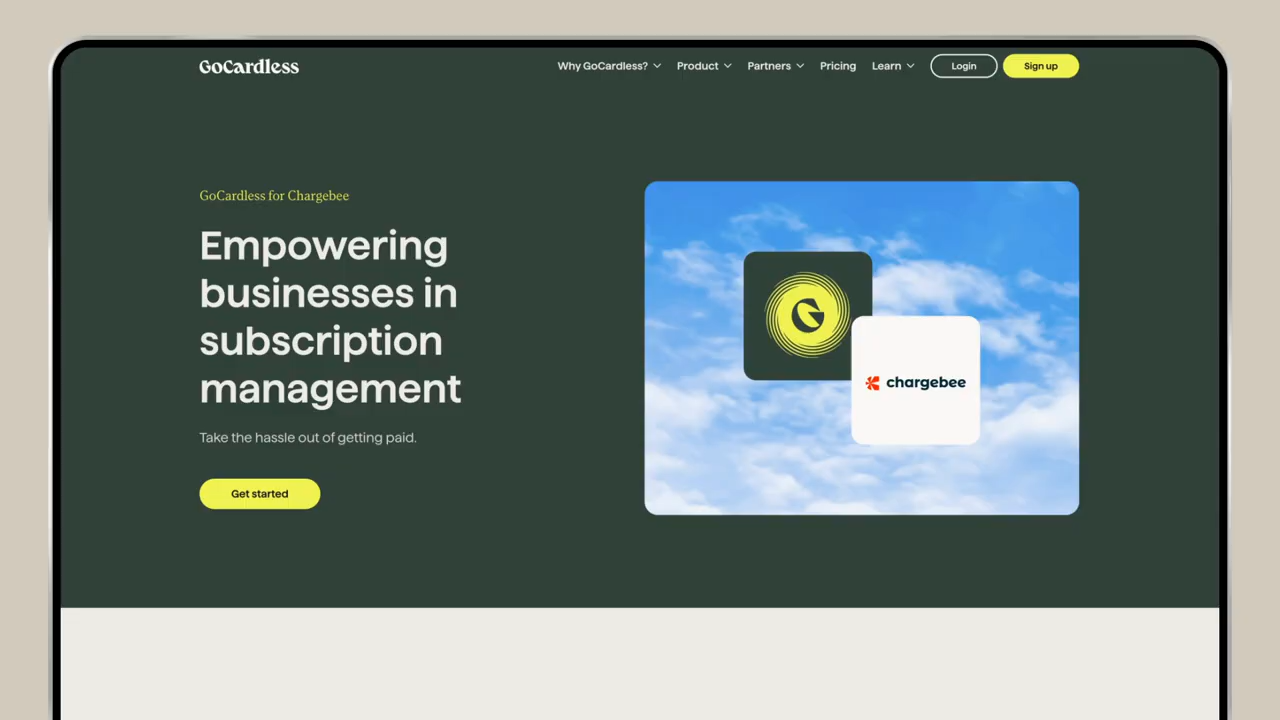 GoCardless
Why GoCardless? Product Partners Pricing Learn Login Sign up
GoCardless for Chargebee
Empowering
businesses in
subscription
management
Take the hassle out of getting paid.
Get started
G
chargebee